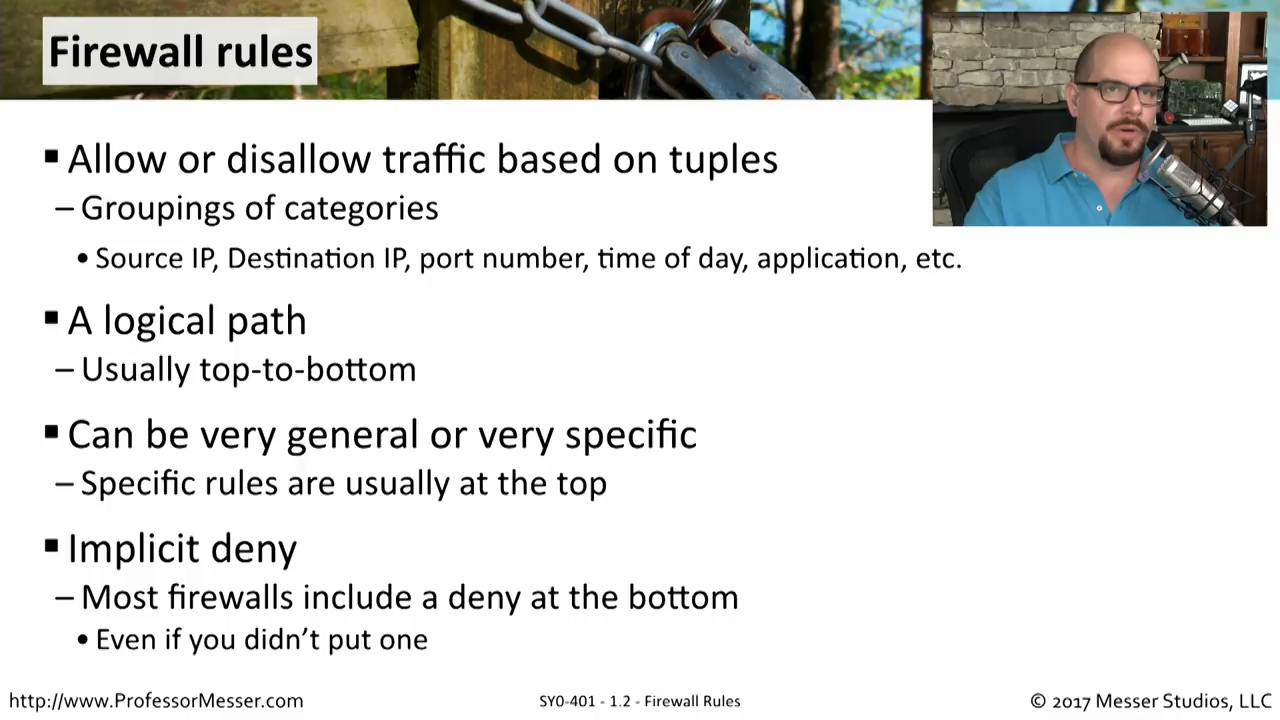 Firewall rules
▪ Allow or disallow traffic based on tuples
– Groupings of categories
• Source IP, Destination IP, port number, time of day, application, etc.
▪ A logical path
– Usually top-to-bottom
▪ Can be very general or very specific
– Specific rules are usually at the top
▪ Implicit deny
– Most firewalls include a deny at the bottom
• Even if you didn’t put one
http://www.ProfessorMesser.com
SY0-401 - 1.2 - Firewall Rules
© 2017 Messer Studios, LLC